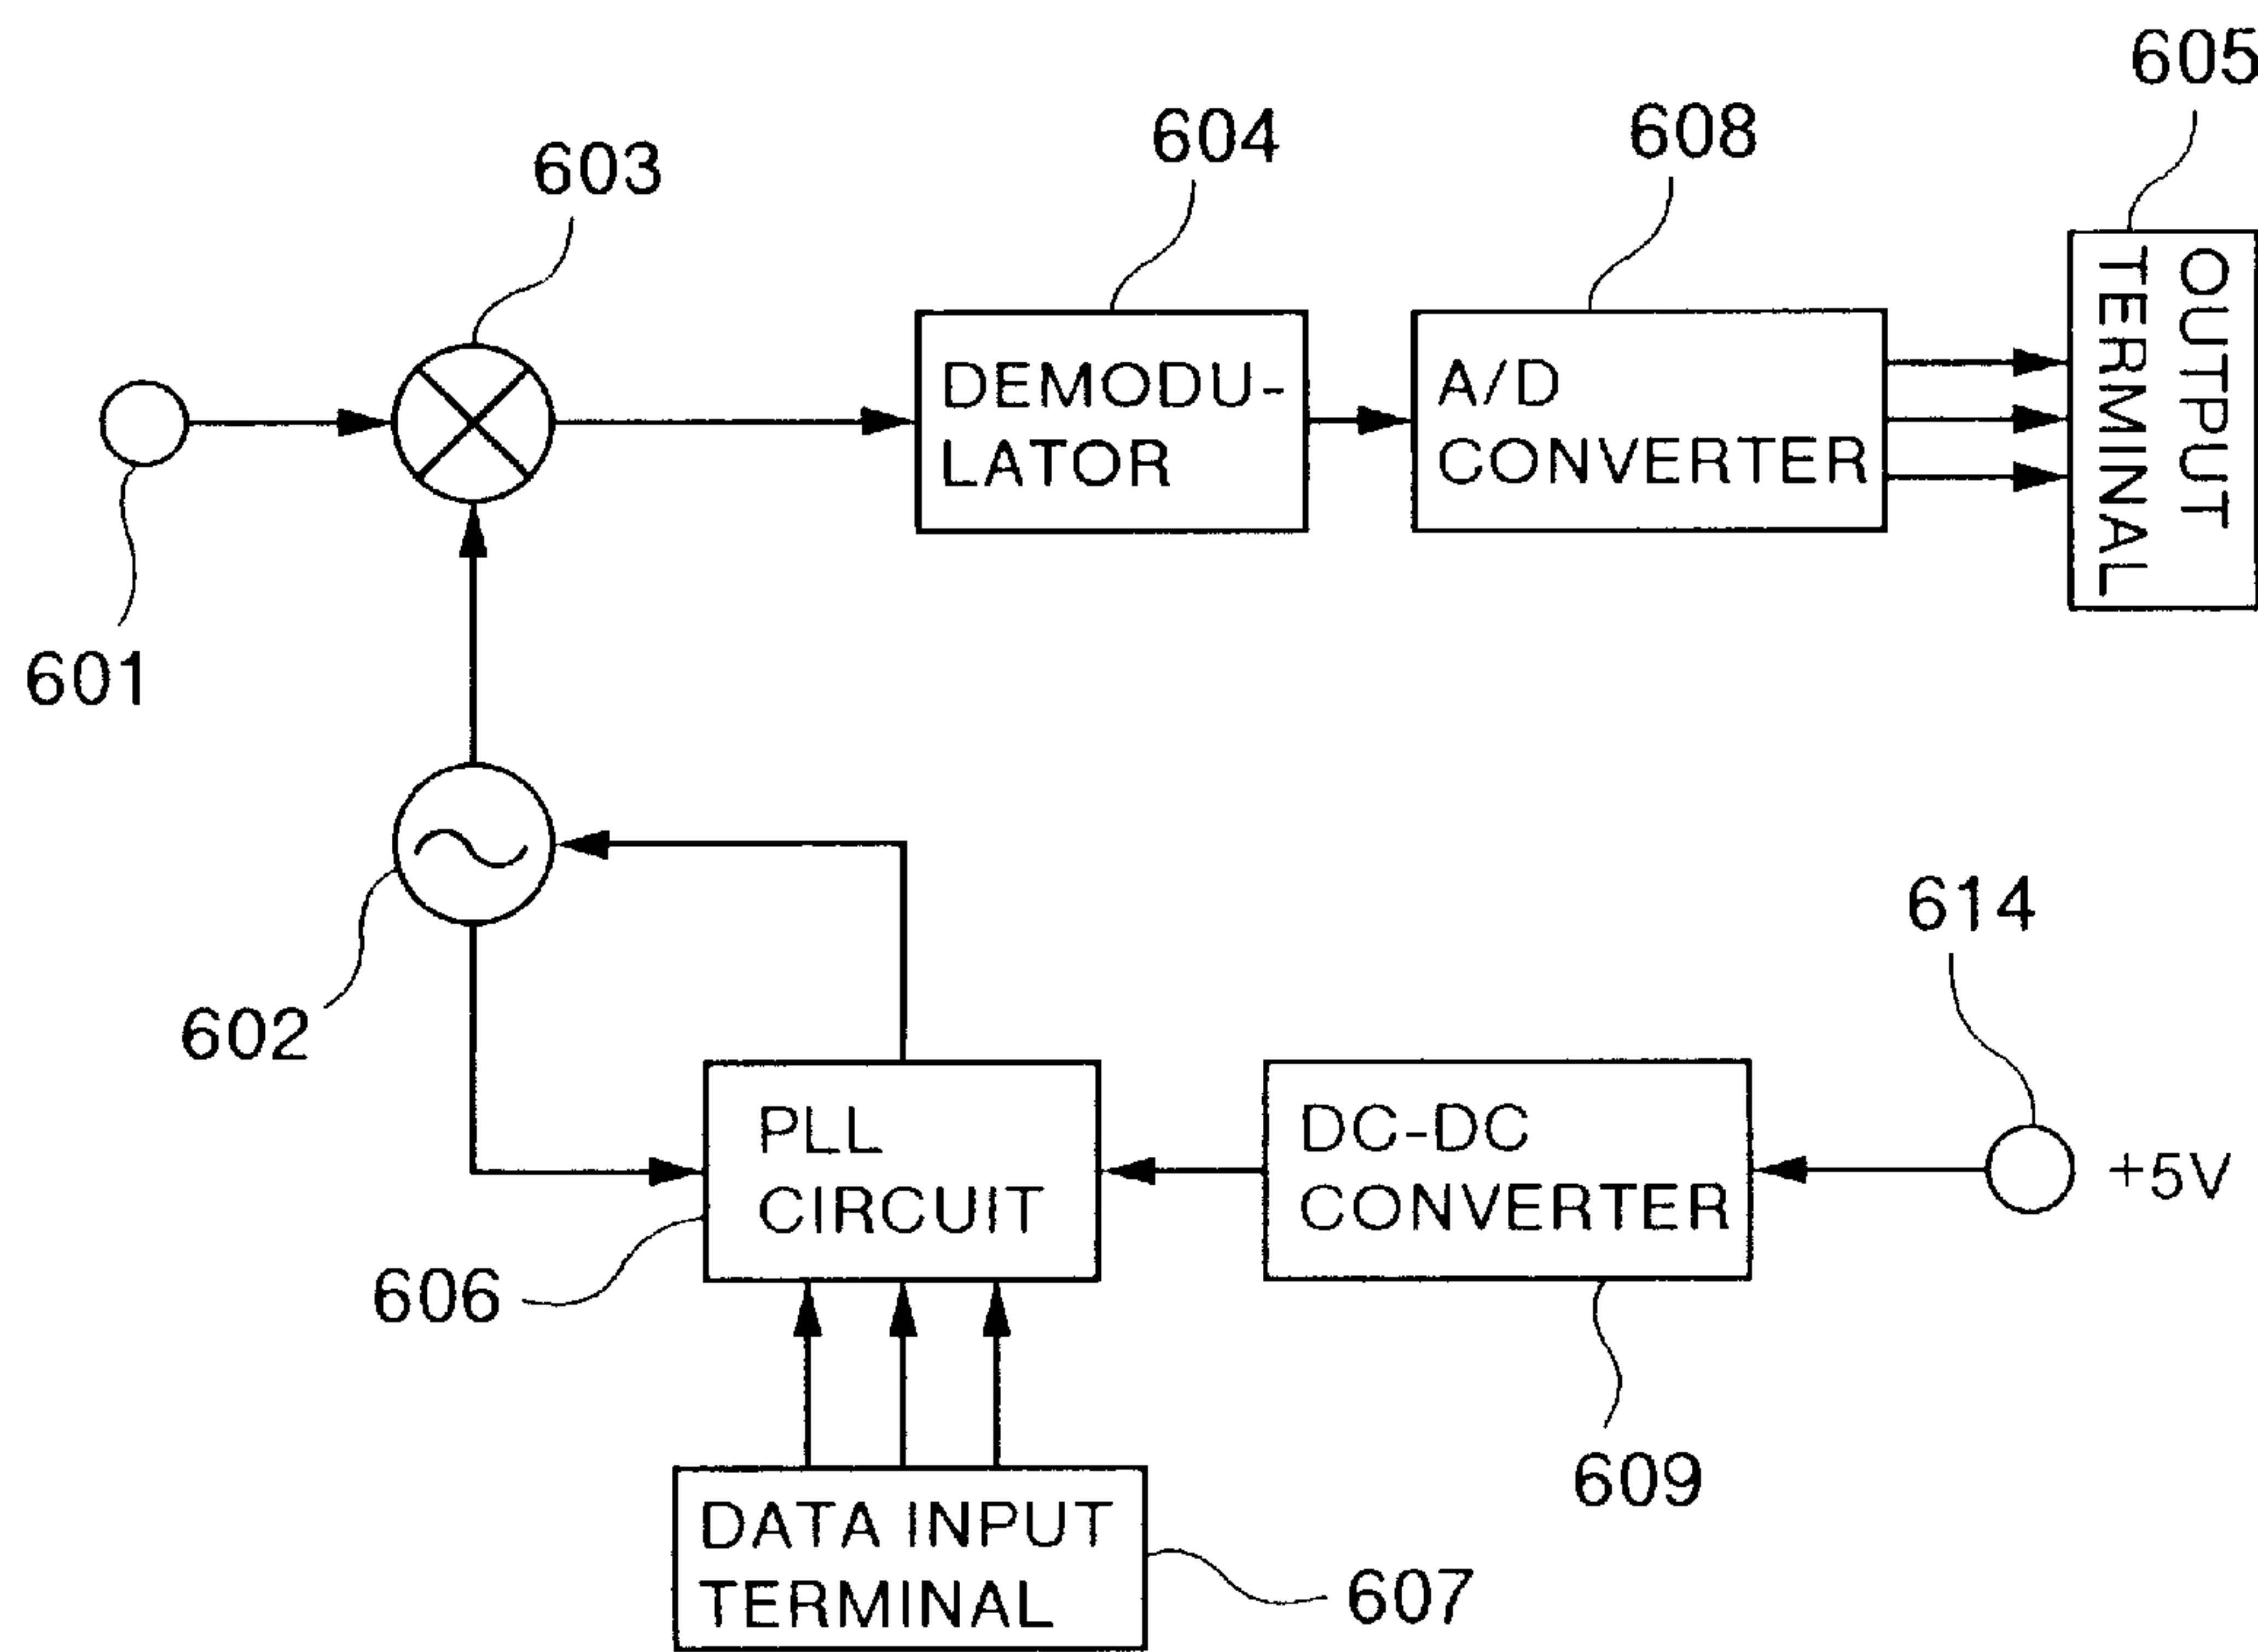 605
604
608
603
DEMODU-
LATOR
A/D
CONVERTER
OUTPUT
TERMINAL
601
602
614
PLL
CIRCUIT
DC-DC
CONVERTER
+5V
606
609
DATA INPUT
TERMINAL
607